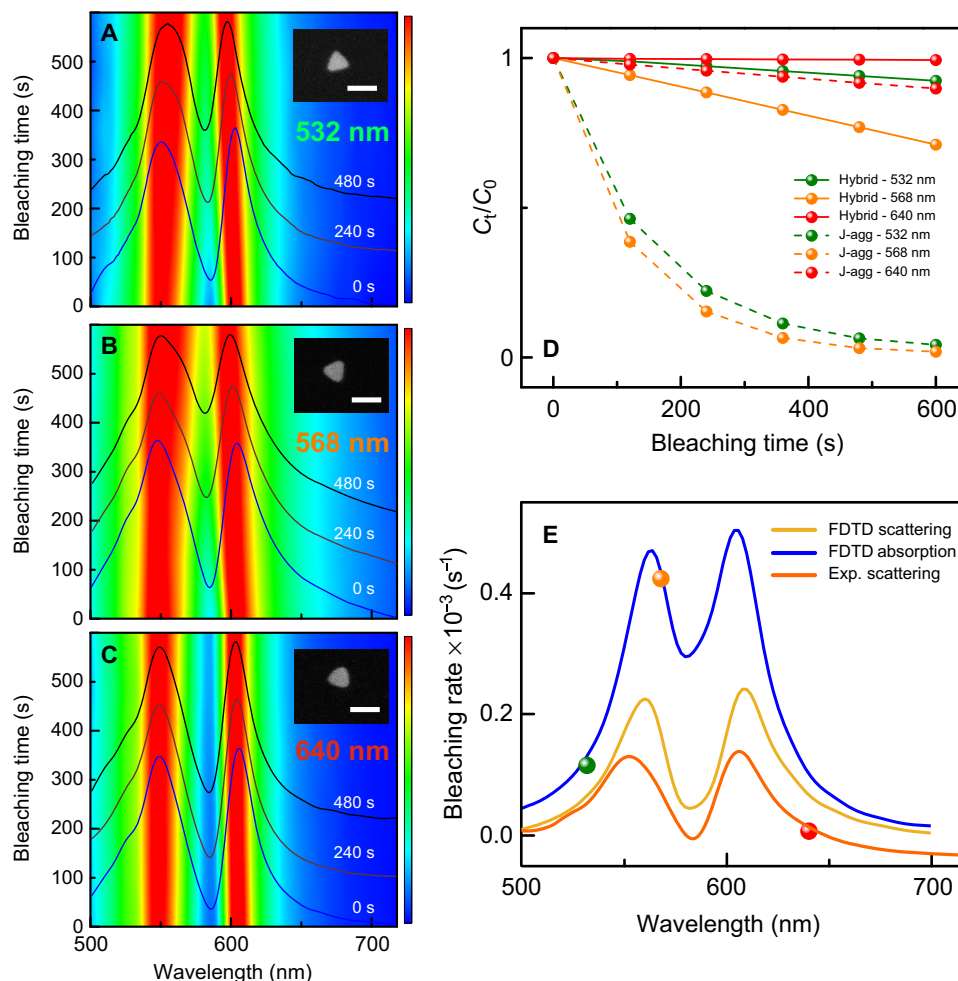 A
532 nm
480 s
240 s
0 s
Bleaching time (s)
500
400
300
200
100
0
B
568 nm
480 s
240 s
0 s
Bleaching time (s)
500
400
300
200
100
0
C
640 nm
480 s
240 s
0 s
Bleaching time (s)
500
400
300
200
100
0
500 600 700
Wavelength (nm)
D
1
0
Ct/C0
Hybrid - 532 nm
Hybrid - 568 nm
Hybrid - 640 nm
J-agg - 532 nm
J-agg - 568 nm
J-agg - 640 nm
0 200 400 600
Bleaching time (s)
E
FDTD scattering
FDTD absorption
Exp. scattering
Bleaching rate ×10⁻³ (s⁻¹)
0.4
0.2
0.0
500 600 700
Wavelength (nm)